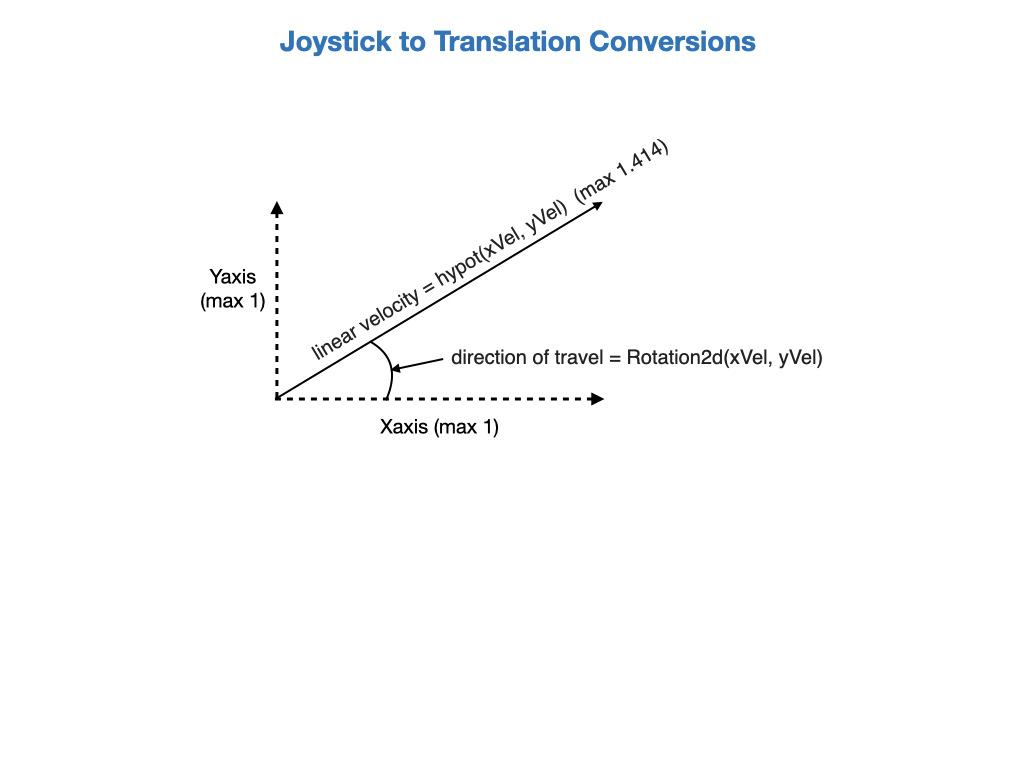 Joystick to Translation Conversions
linear velocity = hypot(xVel, yVel)  (max 1.414)
Yaxis
(max 1)
direction of travel = Rotation2d(xVel, yVel)
Xaxis (max 1)